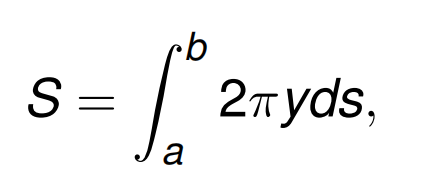 S = ∫_a^b 2πyds,